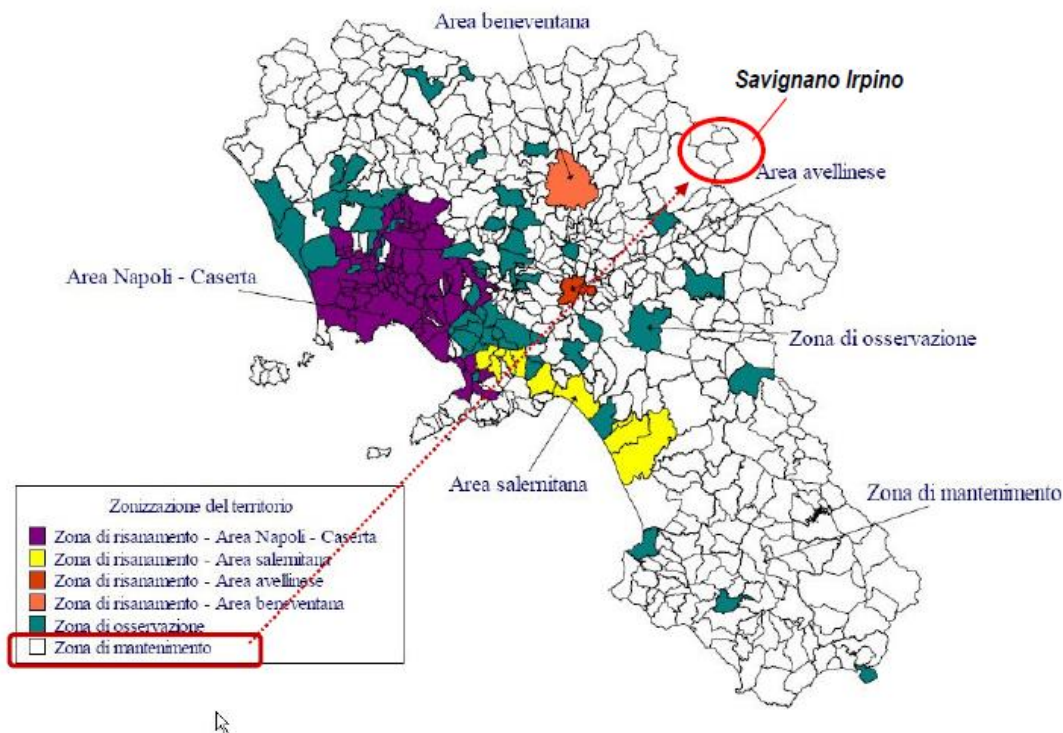 Area beneventana
Savignano Irpino
Area avellinese
Area Napoli - Caserta
Zona di osservazione
Area salernitana
Zona di mantenimento
Zonizzazione del territorio
Zona di risanamento - Area Napoli - Caserta
Zona di risanamento - Area salernitana
Zona di risanamento - Area avellinese
Zona di risanamento - Area beneventana
Zona di osservazione
Zona di mantenimento